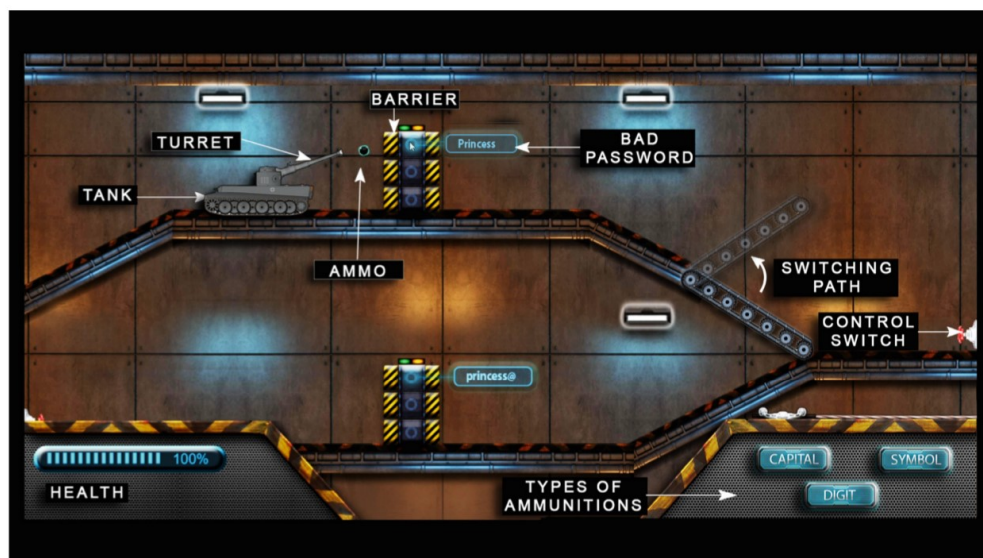 BARRIER
TURRET
Princess
BAD
PASSWORD
TANK
AMMO
SWITCHING
PATH
CONTROL
SWITCH
princess@
100%
HEALTH
TYPES OF
AMMUNITIONS
CAPITAL
SYMBOL
DIGIT